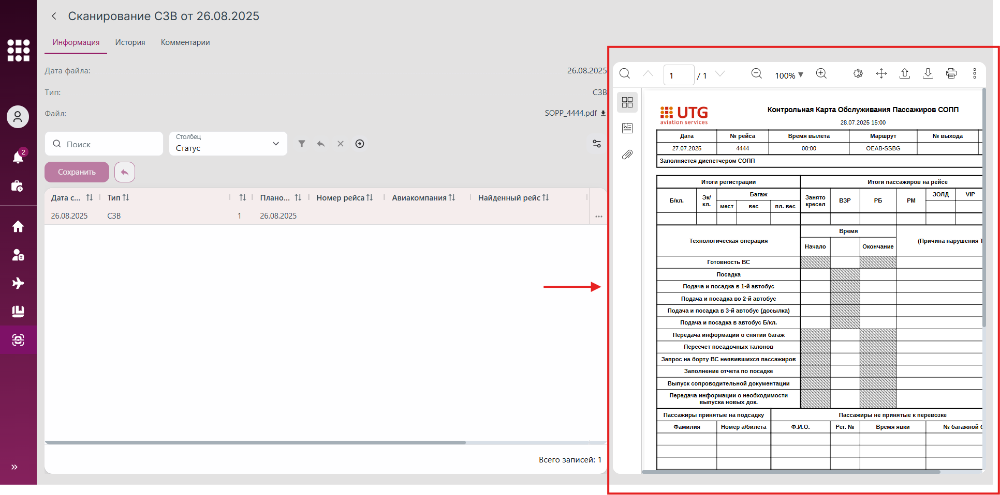 Сканирование СЗВ от 26.08.2025
Информация История Комментарии
Дата файла: 26.08.2025
Тип: СЗВ
Файл: SOPP_4444.pdf
2
Поиск
Столбец
Статус
Сохранить
Дата с... Тип Плано... Номер рейса Авиакомпания Найденный рейс
26.08.2025 СЗВ 1 26.08.2025 ...
Всего записей: 1
1 / 1 100%
UTG
aviation services
Контрольная Карта Обслуживания Пассажиров СОПП
28.07.2025 15:00
Дата № рейса Время вылета Маршрут № выхода
27.07.2025 4444 00:00 OEAB-SSBG
Заполняется диспетчером СОПП
Итоги регистрации Итоги пассажиров на рейсе
Б/кл. Эк/кл. Багаж Занято кресел ВЗР РБ РМ ЗОЛД VIP
мест вес пл. вес
Технологическая операция Время (Причина нарушения Т
Начало Окончание
Готовность ВС
Посадка
Подача и посадка в 1-й автобус
Подача и посадка во 2-й автобус
Подача и посадка в 3-й автобус (досылка)
Подача и посадка в автобус Б/кл.
Передача информации о снятии багаж
Пересчет посадочных талонов
Запрос на борту ВС неявившихся пассажиров
Заполнение отчета по посадке
Выпуск сопроводительной документации
Передача информации о необходимости
выпуска новых док.
Пассажиры принятые на подсадку Пассажиры не принятые к перевозке
Фамилия Номер а/билета Ф.И.О. Рег. № Время явки № багажной б